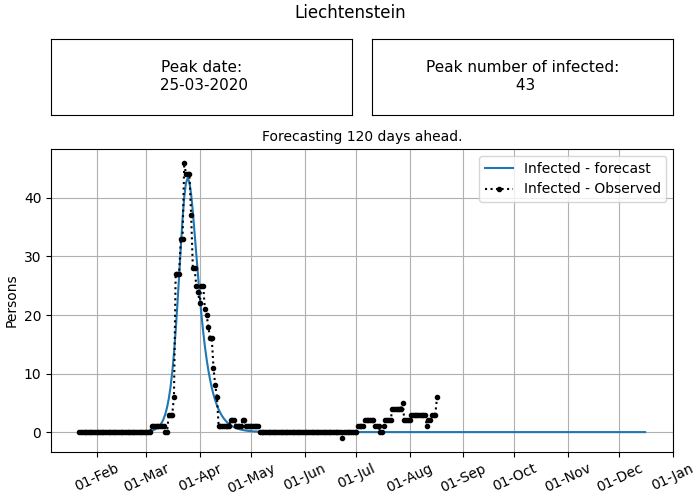 Liechtenstein
Peak date:
25-03-2020
Peak number of infected:
43
Forecasting 120 days ahead.
Infected - forecast
Infected - Observed
Persons
40
30
20
10
0
01-Feb
01-Mar
01-Apr
01-May
01-Jun
01-Jul
01-Aug
01-Sep
01-Oct
01-Nov
01-Dec
01-Jan